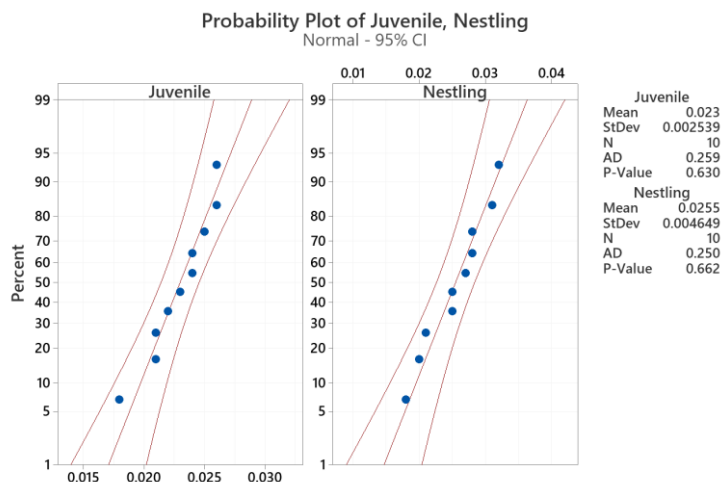 Probability Plot of Juvenile, Nestling
Normal - 95% CI
0.01 0.02 0.03 0.04
Juvenile
Nestling
Percent
99
95
90
80
70
60
50
40
30
20
10
5
1
0.015 0.020 0.025 0.030
99
95
90
80
70
60
50
40
30
20
10
5
1
Juvenile
Mean 0.023
StDev 0.002539
N 10
AD 0.259
P-Value 0.630
Nestling
Mean 0.0255
StDev 0.004649
N 10
AD 0.250
P-Value 0.662